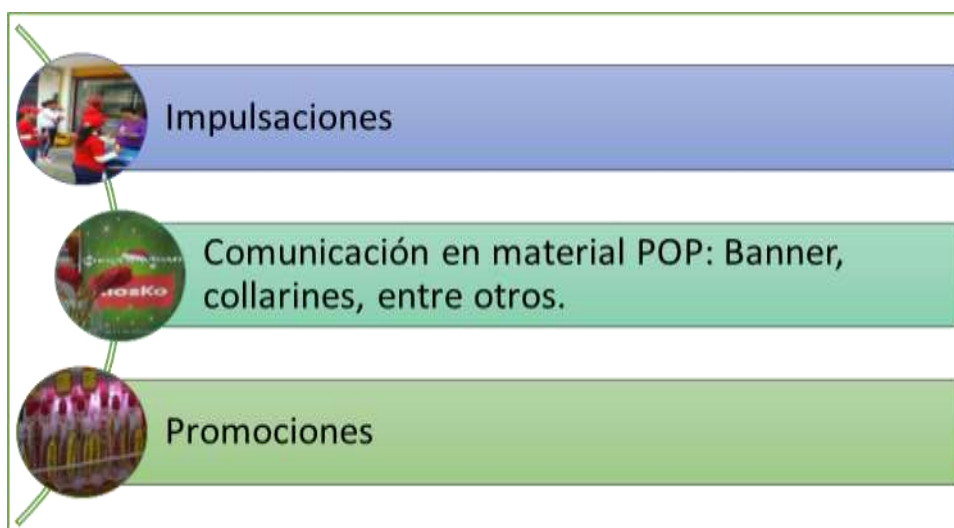 Impulsaciones
Comunicación en material POP: Banner,
collarines, entre otros.
Promociones